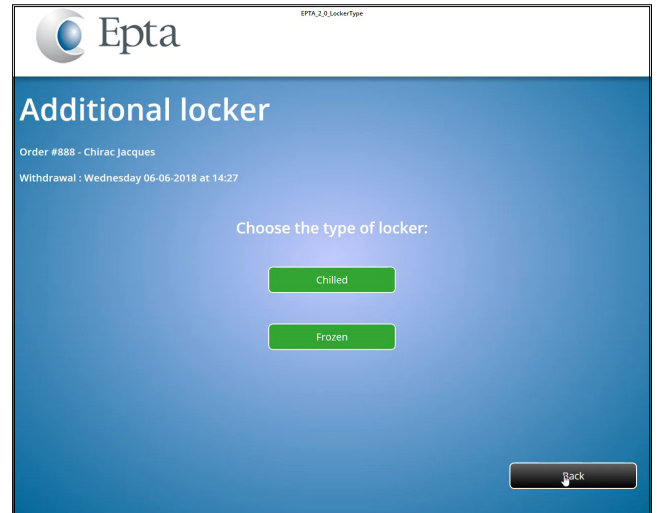 EPTA_2_0_LockerType
Epta
Additional locker
Order #888 - Chirac Jacques
Withdrawal : Wednesday 06-06-2018 at 14:27
Choose the type of locker:
Chilled
Frozen
Back